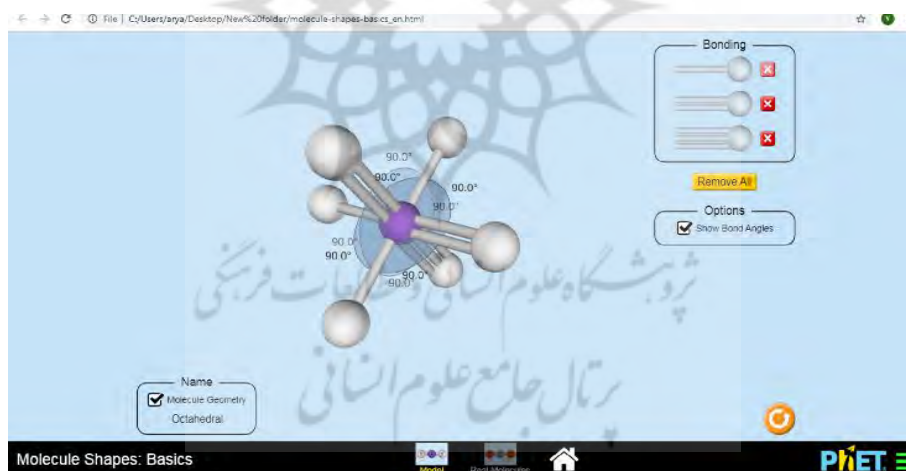 File | C:/Users/arya/Desktop/New%20folder/molecule-shapes-basics_en.html
Bonding
Remove All
Options
Show Bond Angles
90.0°
90.0°
90.0°
90.0°
90.0°
90.0°
90.0°
90.0°
پژوهشگاه علوم انسانی و مطالعات فرهنگی
پرتال جامع علوم انسانی
Name
Molecule Geometry
Octahedral
Molecule Shapes: Basics
Model
Real Molecules
PhET